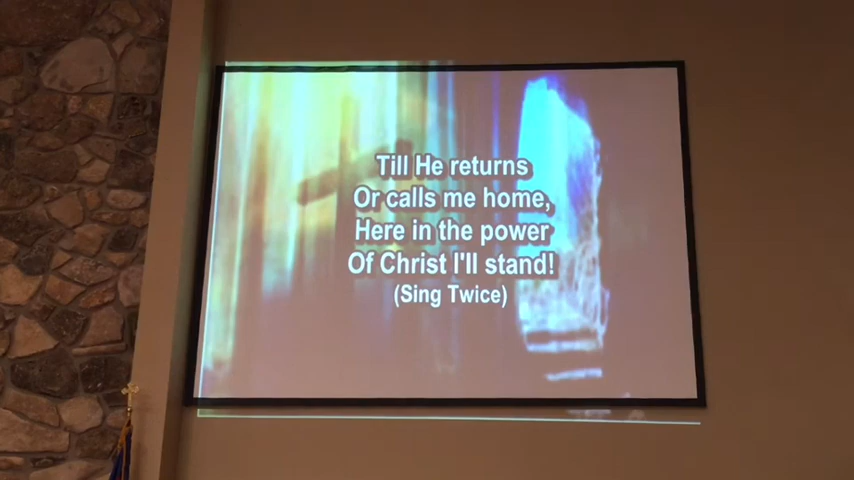 Till He returns
Or calls me home,
Here in the power
Of Christ I'll stand!
(Sing Twice)